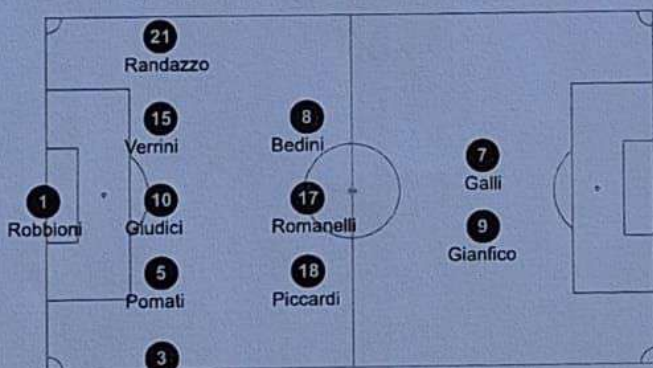 21
Randazzo
15
Verrini
8
Bedini
7
Galli
1
Robbioni
10
Giudici
17
Romanelli
9
Gianfico
5
Pomati
18
Piccardi
3